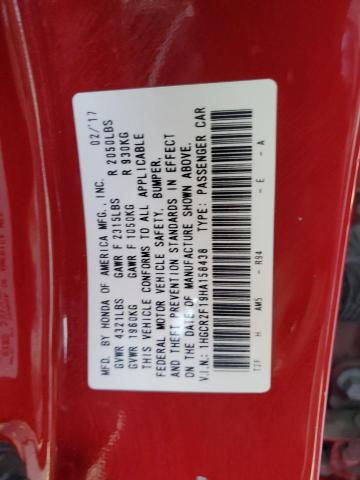 MFD. BY HONDA OF AMERICA MFG., INC. 02/17
GVWR 4321LBS GAWR F 2315LBS R 2050LBS
GVWR 1960KG GAWR F 1050KG R 930KG
THIS VEHICLE CONFORMS TO ALL APPLICABLE
FEDERAL MOTOR VEHICLE SAFETY, BUMPER,
AND THEFT PREVENTION STANDARDS IN EFFECT
ON THE DATE OF MANUFACTURE SHOWN ABOVE.
V.I.N.: 1HGCR2F19HA158438 TYPE: PASSENGER CAR
T2F H AM5 - R94 - E - A